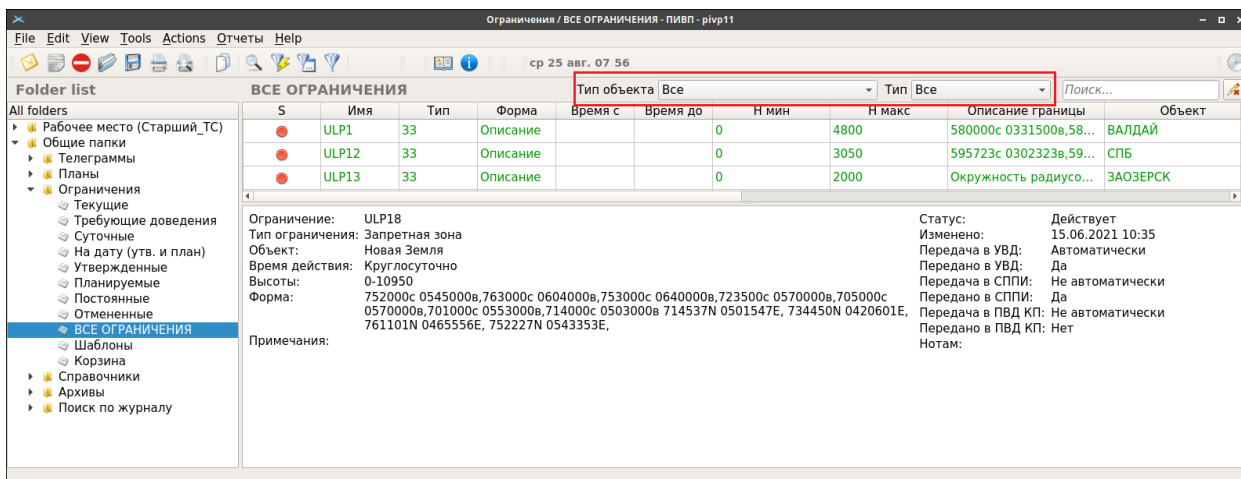 Ограничения / ВСЕ ОГРАНИЧЕНИЯ - ПИВП - pivp11
File Edit View Tools Actions Отчеты Help
ср 25 авг. 07 56
Folder list
ВСЕ ОГРАНИЧЕНИЯ Тип объекта Все Тип Все Поиск...
All folders
Рабочее место (Старший_ТС)
Общие папки
Телеграммы
Планы
Ограничения
Текущие
Требующие доведения
Суточные
На дату (утв. и план)
Утвержденные
Планируемые
Постоянные
Отмененные
ВСЕ ОГРАНИЧЕНИЯ
Шаблоны
Корзина
Справочники
Архивы
Поиск по журналу
S Имя Тип Форма Время с Время до Н мин Н макс Описание границы Объект
ULP1 33 Описание 0 4800 580000с 0331500в,58... ВАЛДАЙ
ULP12 33 Описание 0 3050 595723с 0302323в,59... СПБ
ULP13 33 Описание 0 2000 Окружность радиусо... ЗАОЗЕРСК
Ограничение: ULP18
Тип ограничения: Запретная зона
Объект: Новая Земля
Время действия: Круглосуточно
Высоты: 0-10950
Форма: 752000с 0545000в,763000с 0604000в,753000с 0640000в,723500с 0570000в,705000с
0570000в,701000с 0553000в,714000с 0503000в 714537N 0501547E, 734450N 0420601E,
761101N 0465556E, 752227N 0543353E,
Примечания:
Статус: Действует
Изменено: 15.06.2021 10:35
Передача в УВД: Автоматически
Передано в УВД: Да
Передача в СППИ: Не автоматически
Передано в СППИ: Да
Передача в ПВД КП: Не автоматически
Передано в ПВД КП: Нет
Нотам: